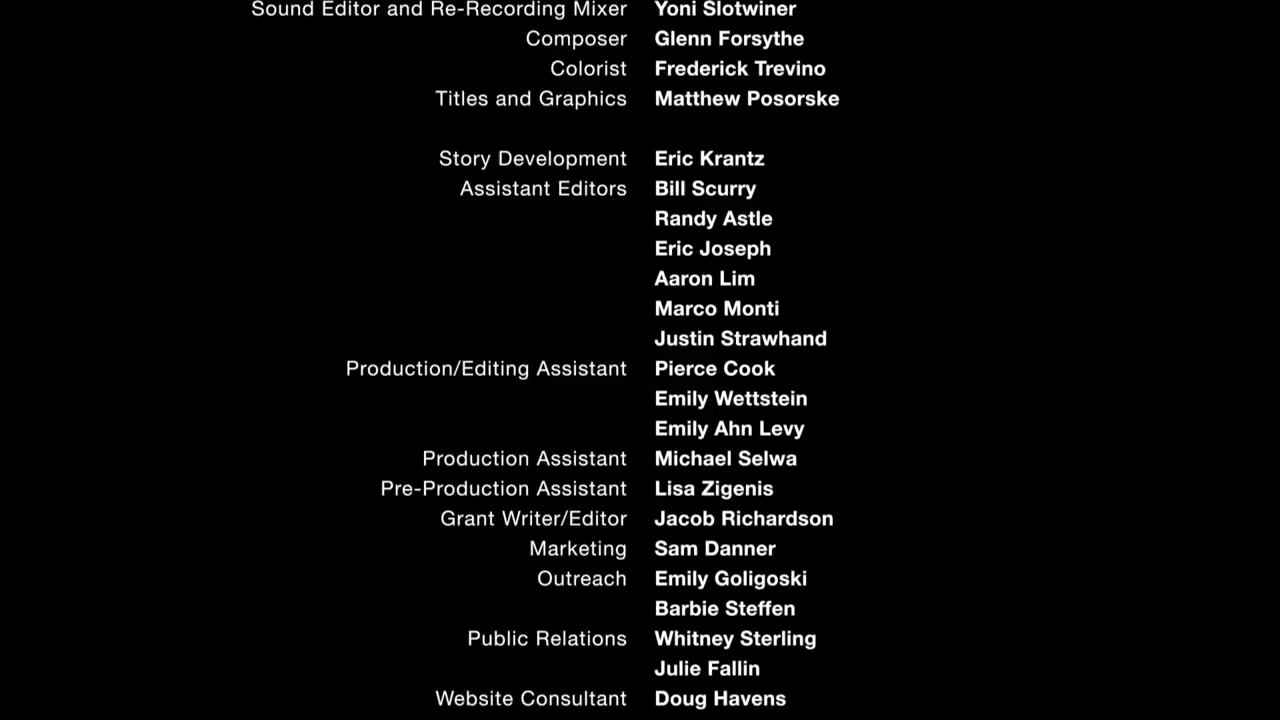 Sound Editor and Re-Recording Mixer Yoni Slotwiner
Composer Glenn Forsythe
Colorist Frederick Trevino
Titles and Graphics Matthew Posorske
Story Development Eric Krantz
Assistant Editors Bill Scurry
Randy Astle
Eric Joseph
Aaron Lim
Marco Monti
Justin Strawhand
Production/Editing Assistant Pierce Cook
Emily Wettstein
Emily Ahn Levy
Production Assistant Michael Selwa
Pre-Production Assistant Lisa Zigenis
Grant Writer/Editor Jacob Richardson
Marketing Sam Danner
Outreach Emily Goligoski
Barbie Steffen
Public Relations Whitney Sterling
Julie Fallin
Website Consultant Doug Havens